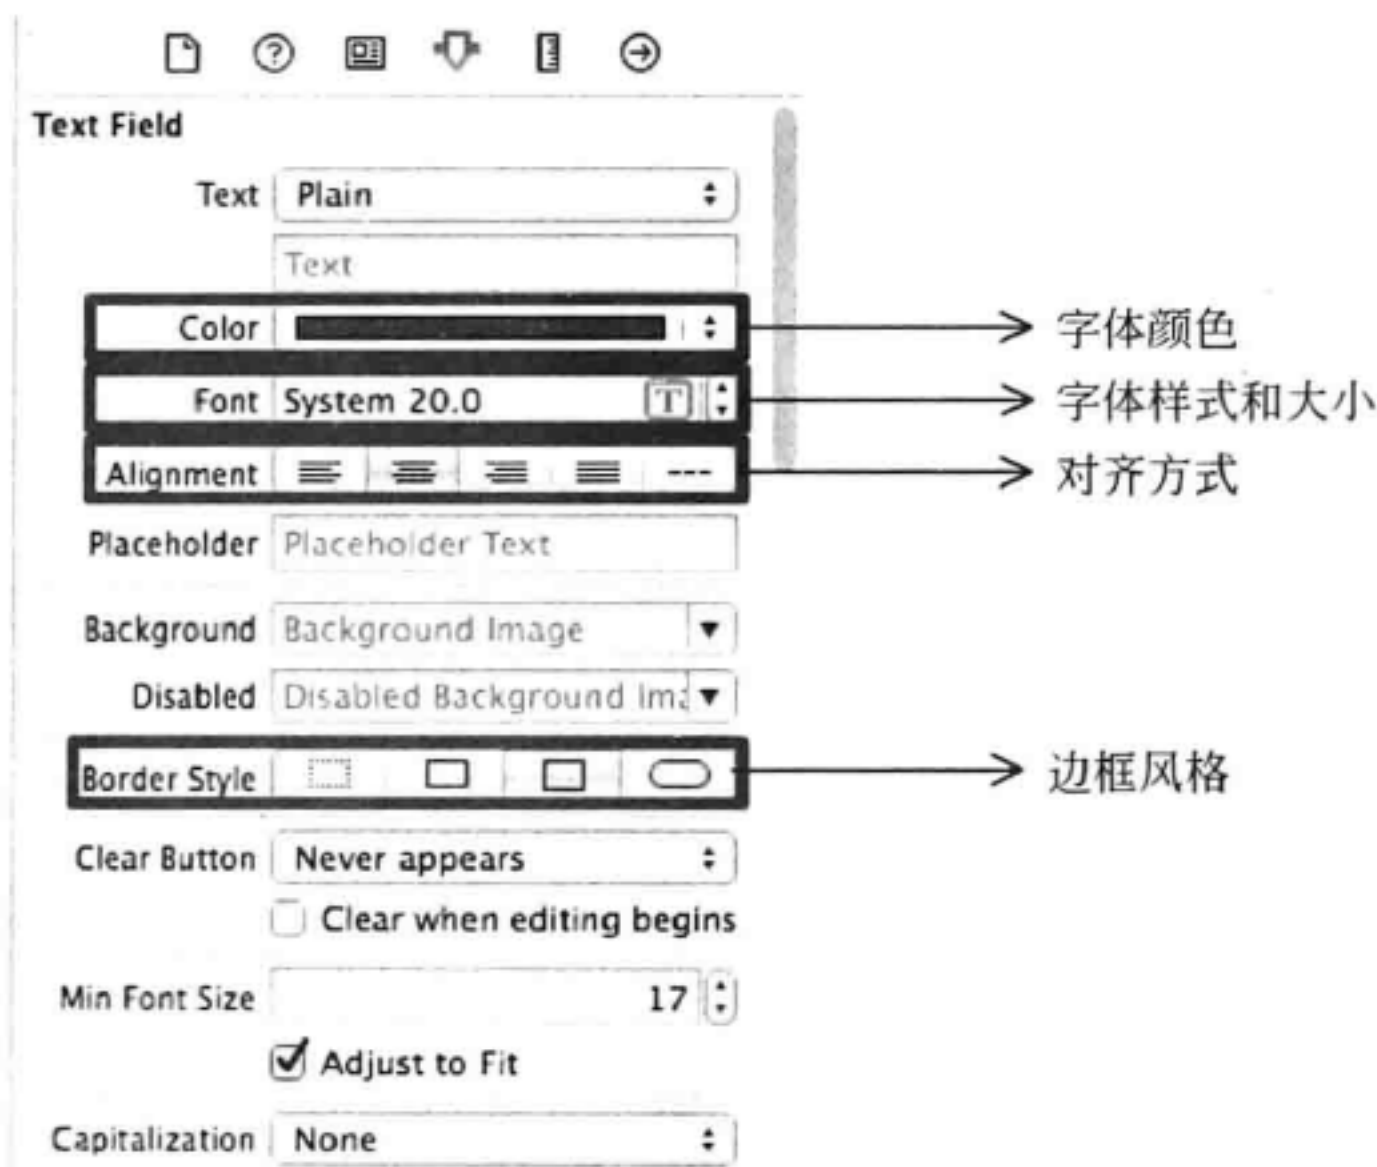 Text Field
Text Plain
Text
Color 字体颜色
Font System 20.0 T 字体样式和大小
Alignment --- 对齐方式
Placeholder Placeholder Text
Background Background Image
Disabled Disabled Background Ima
Border Style 边框风格
Clear Button Never appears
Clear when editing begins
Min Font Size 17
Adjust to Fit
Capitalization None